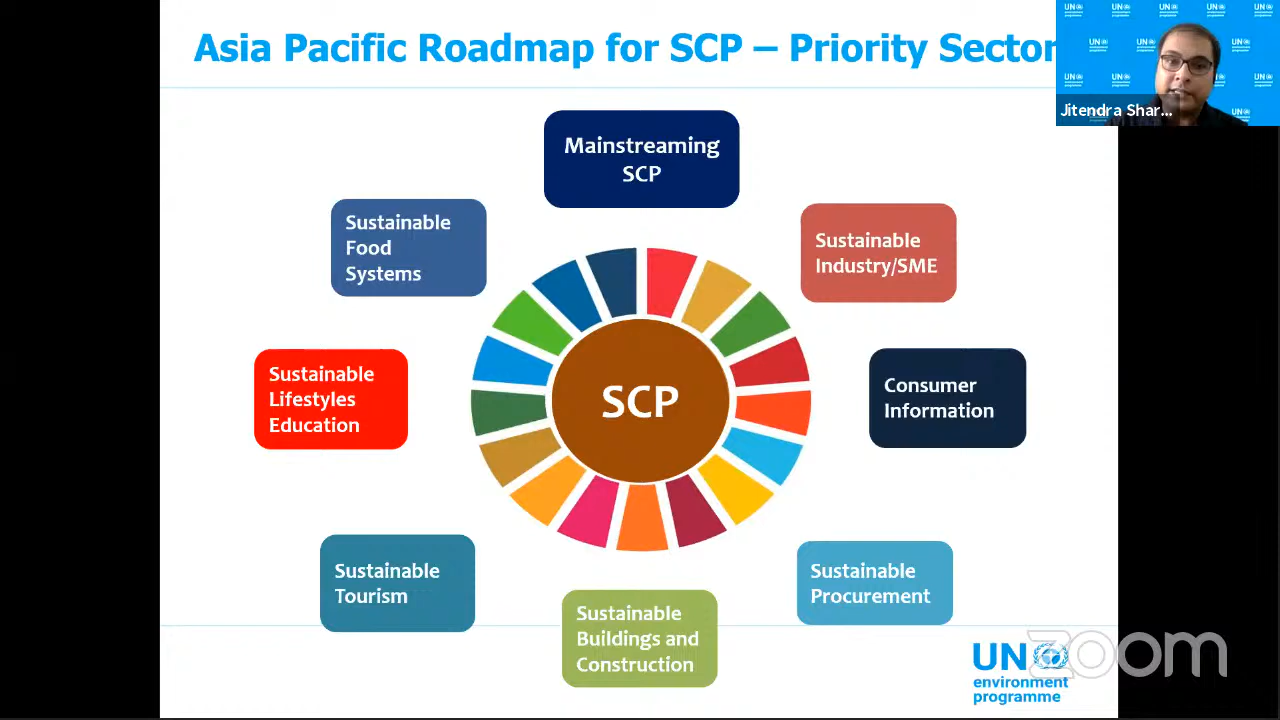 Asia Pacific Roadmap for SCP – Priority Sector
Jitendra Shar...
Mainstreaming
SCP
Sustainable
Food
Systems
Sustainable
Industry/SME
Sustainable
Lifestyles
Education
SCP
Consumer
Information
Sustainable
Tourism
Sustainable
Buildings and
Construction
Sustainable
Procurement
UN
environment
programme
zoom